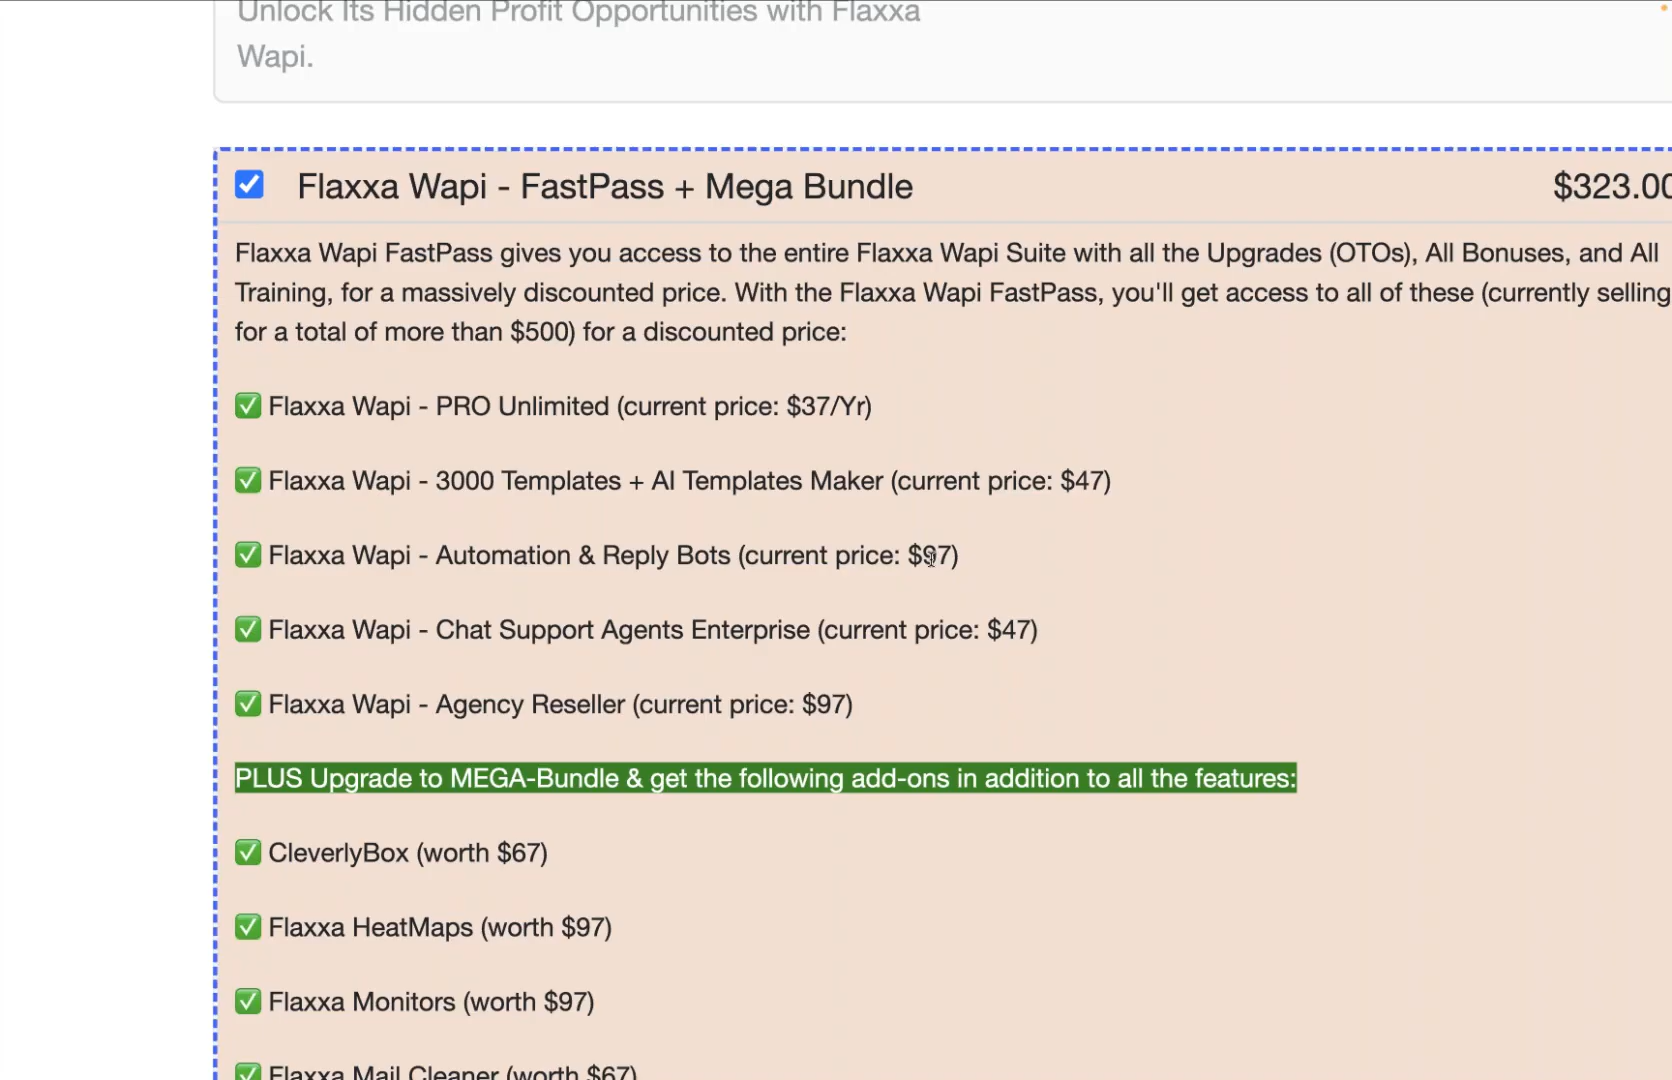 Unlock Its Hidden Profit Opportunities with Flaxxa
Wapi.
Flaxxa Wapi - FastPass + Mega Bundle
$323.00
Flaxxa Wapi FastPass gives you access to the entire Flaxxa Wapi Suite with all the Upgrades (OTOs), All Bonuses, and All
Training, for a massively discounted price. With the Flaxxa Wapi FastPass, you'll get access to all of these (currently selling
for a total of more than $500) for a discounted price:
✅ Flaxxa Wapi - PRO Unlimited (current price: $37/Yr)
✅ Flaxxa Wapi - 3000 Templates + AI Templates Maker (current price: $47)
✅ Flaxxa Wapi - Automation & Reply Bots (current price: $97)
✅ Flaxxa Wapi - Chat Support Agents Enterprise (current price: $47)
✅ Flaxxa Wapi - Agency Reseller (current price: $97)
PLUS Upgrade to MEGA-Bundle & get the following add-ons in addition to all the features:
✅ CleverlyBox (worth $67)
✅ Flaxxa HeatMaps (worth $97)
✅ Flaxxa Monitors (worth $97)
✅ Flaxxa Mail Cleaner (worth $67)